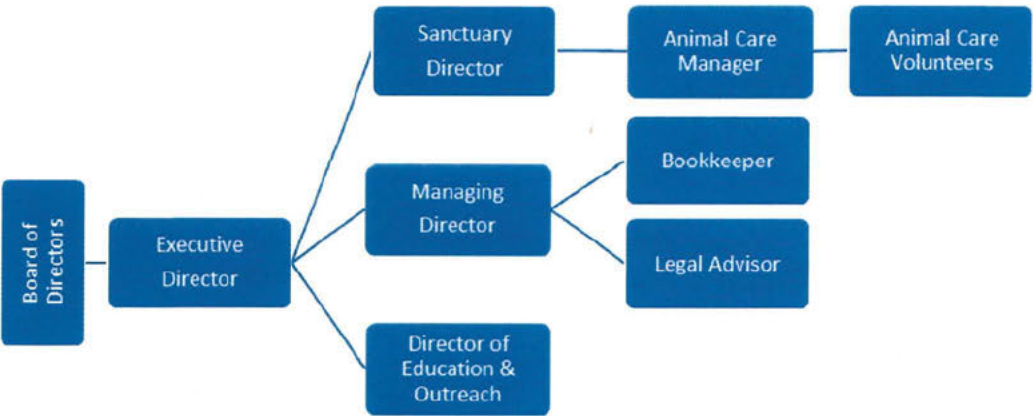 Sanctuary
Director
Animal Care
Manager
Animal Care
Volunteers
Bookkeeper
Managing
Director
Legal Advisor
Board of
Directors
Executive
Director
Director of
Education &
Outreach